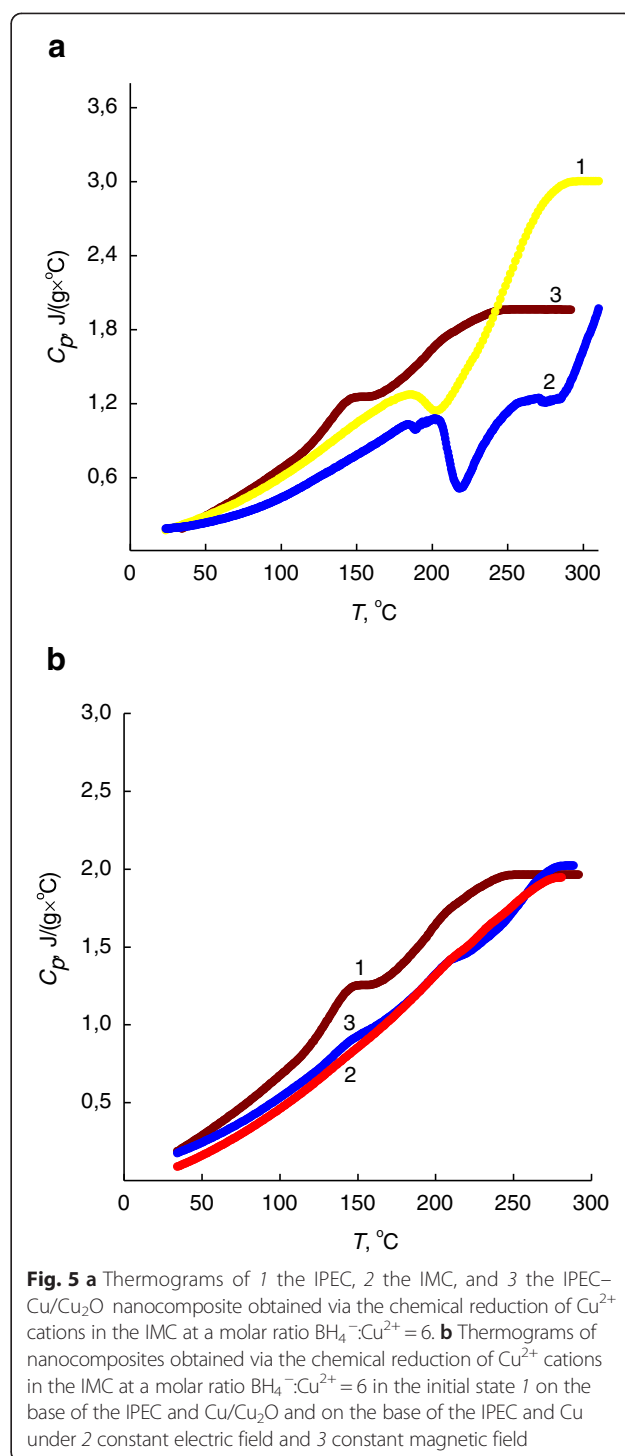 a
3,6
3,0
2,4
1,8
1,2
0,6
Cp, J/(g×°C)
1
3
2
0 50 100 150 200 250 300
T, °C
b
3,0
2,5
2,0
1,5
1,0
0,5
Cp, J/(g×°C)
1
3
2
0 50 100 150 200 250 300
T, °C
Fig. 5 a Thermograms of 1 the IPEC, 2 the IMC, and 3 the IPEC–
Cu/Cu₂O nanocomposite obtained via the chemical reduction of Cu²⁺
cations in the IMC at a molar ratio BH₄⁻:Cu²⁺ = 6. b Thermograms of
nanocomposites obtained via the chemical reduction of Cu²⁺ cations
in the IMC at a molar ratio BH₄⁻:Cu²⁺ = 6 in the initial state 1 on the
base of the IPEC and Cu/Cu₂O and on the base of the IPEC and Cu
under 2 constant electric field and 3 constant magnetic field